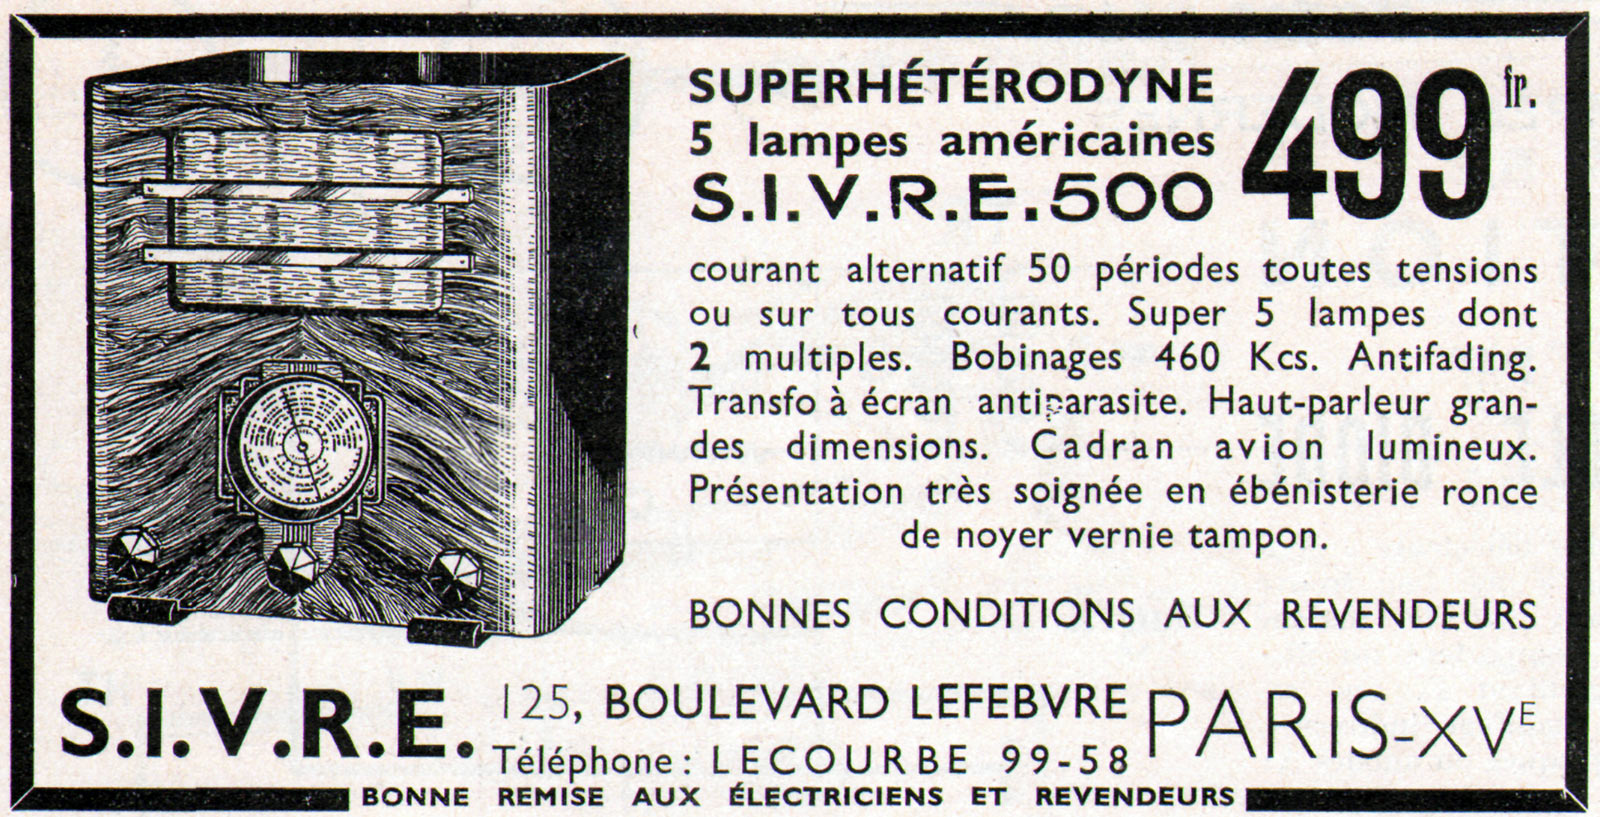 SUPERHÉTÉRODYNE
5 lampes américaines
S.I.V.R.E.500
499 fr.
courant alternatif 50 périodes toutes tensions
ou sur tous courants. Super 5 lampes dont
2 multiples. Bobinages 460 Kcs. Antifading.
Transfo à écran antiparasite. Haut-parleur gran-
des dimensions. Cadran avion lumineux.
Présentation très soignée en ébénisterie ronce
de noyer vernie tampon.
BONNES CONDITIONS AUX REVENDEURS
S.I.V.R.E.
125, BOULEVARD LEFEBVRE
Téléphone : LECOURBE 99-58
PARIS-XVE
BONNE REMISE AUX ÉLECTRICIENS ET REVENDEURS